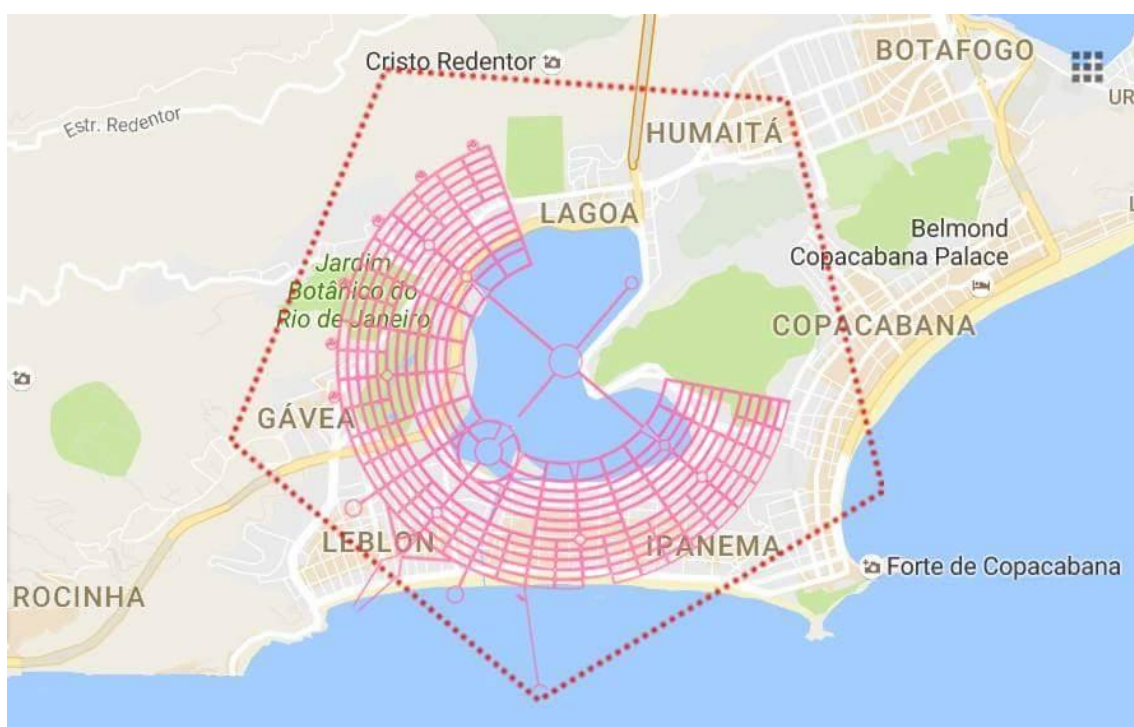 BOTAFOGO
Cristo Redentor
UR
Estr. Redentor
HUMAITÁ
LAGOA
Belmond
Copacabana Palace
Jardim
Botânico do
Rio de Janeiro
COPACABANA
GÁVEA
LEBLON
IPANEMA
Forte de Copacabana
ROCINHA